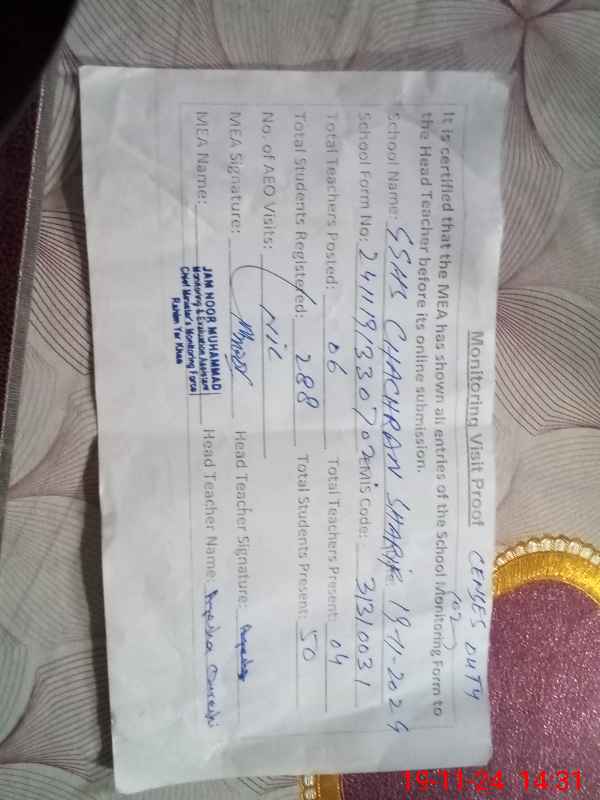 Monitoring Visit Proof CENSES DUTY
(02)
It is certified that the MEA has shown all entries of the School Monitoring Form to
the Head Teacher before its online submission.
School Name: GSHS CHACHRAN SHARIF 19-11-2024
School Form No: 24111913307 02 EMIS Code: 31310031
Total Teachers Posted: 06 Total Teachers Present: 04
Total Students Registered: 288 Total Students Present: 50
No. of AEO Visits: NIL
MEA Signature: Head Teacher Signature:
MEA Name: Head Teacher Name:
JAM NOOR MUHAMMAD
Monitoring & Evaluation Assistant
Chief Minister's Monitoring Force
Rahim Yar Khan
19-11-24 14:31